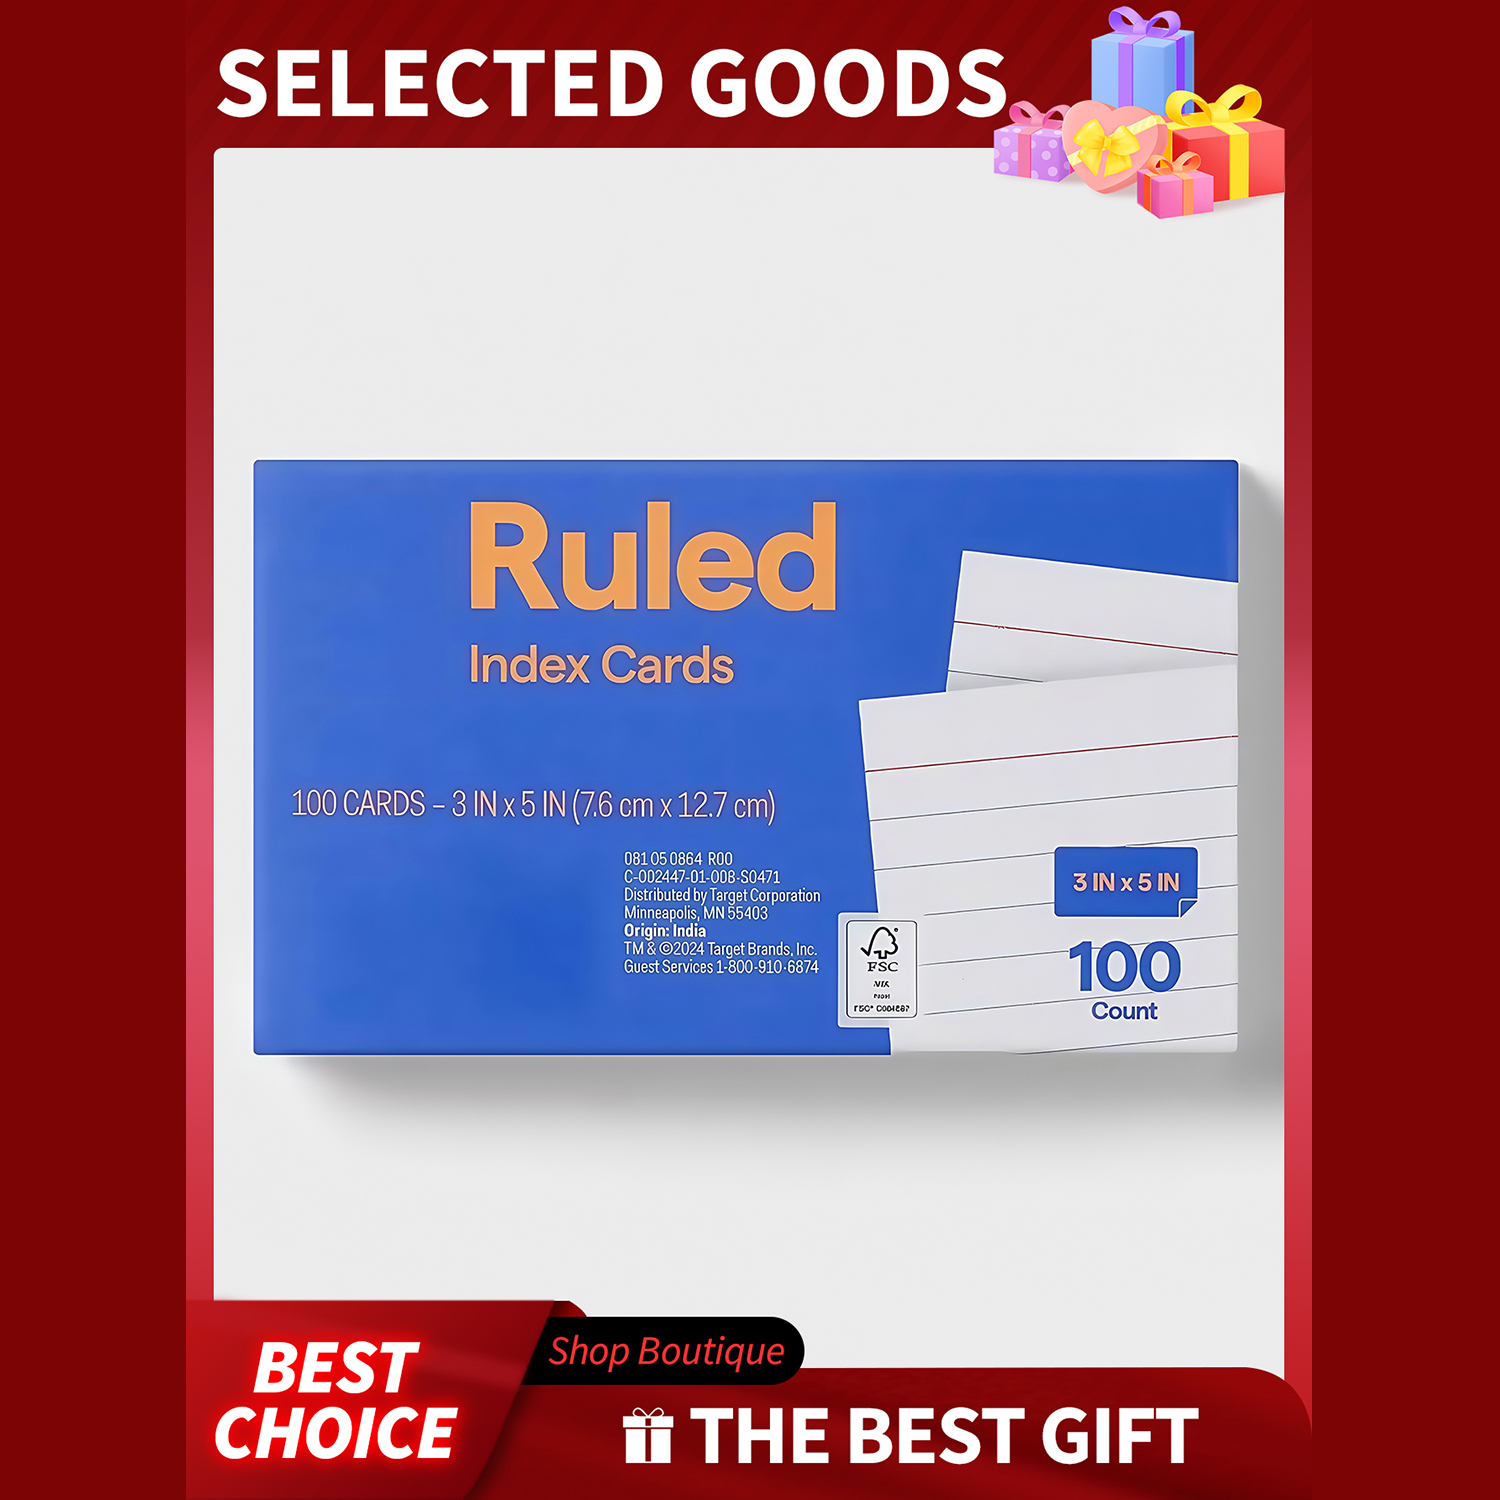 SELECTED GOODS
Ruled
Index Cards
100 CARDS – 3 IN x 5 IN (7.6 cm x 12.7 cm)
081 05 0864 R00
C-002447-01-00B-S0471
Distributed by Target Corporation
Minneapolis, MN 55403
Origin: India
TM & ©2024 Target Brands, Inc.
Guest Services 1-800-910-6874
FSC
3 IN x 5 IN
100
Count
BEST
CHOICE
Shop Boutique
THE BEST GIFT